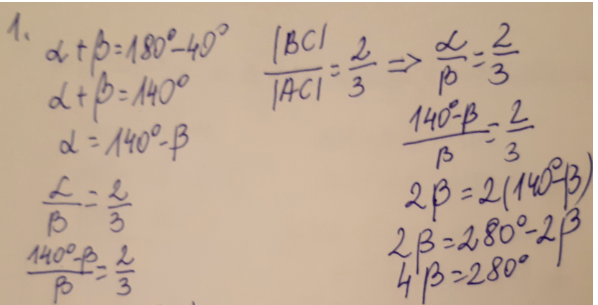 1.
α + β = 180° - 40°
α + β = 140°
α = 140° - β
α/β = 2/3
140° - β/β = 2/3
|BC|/|AC| = 2/3 ⇒ α/β = 2/3
140° - β/β = 2/3
2β = 2(140° - β)
2β = 280° - 2β
4β = 280°